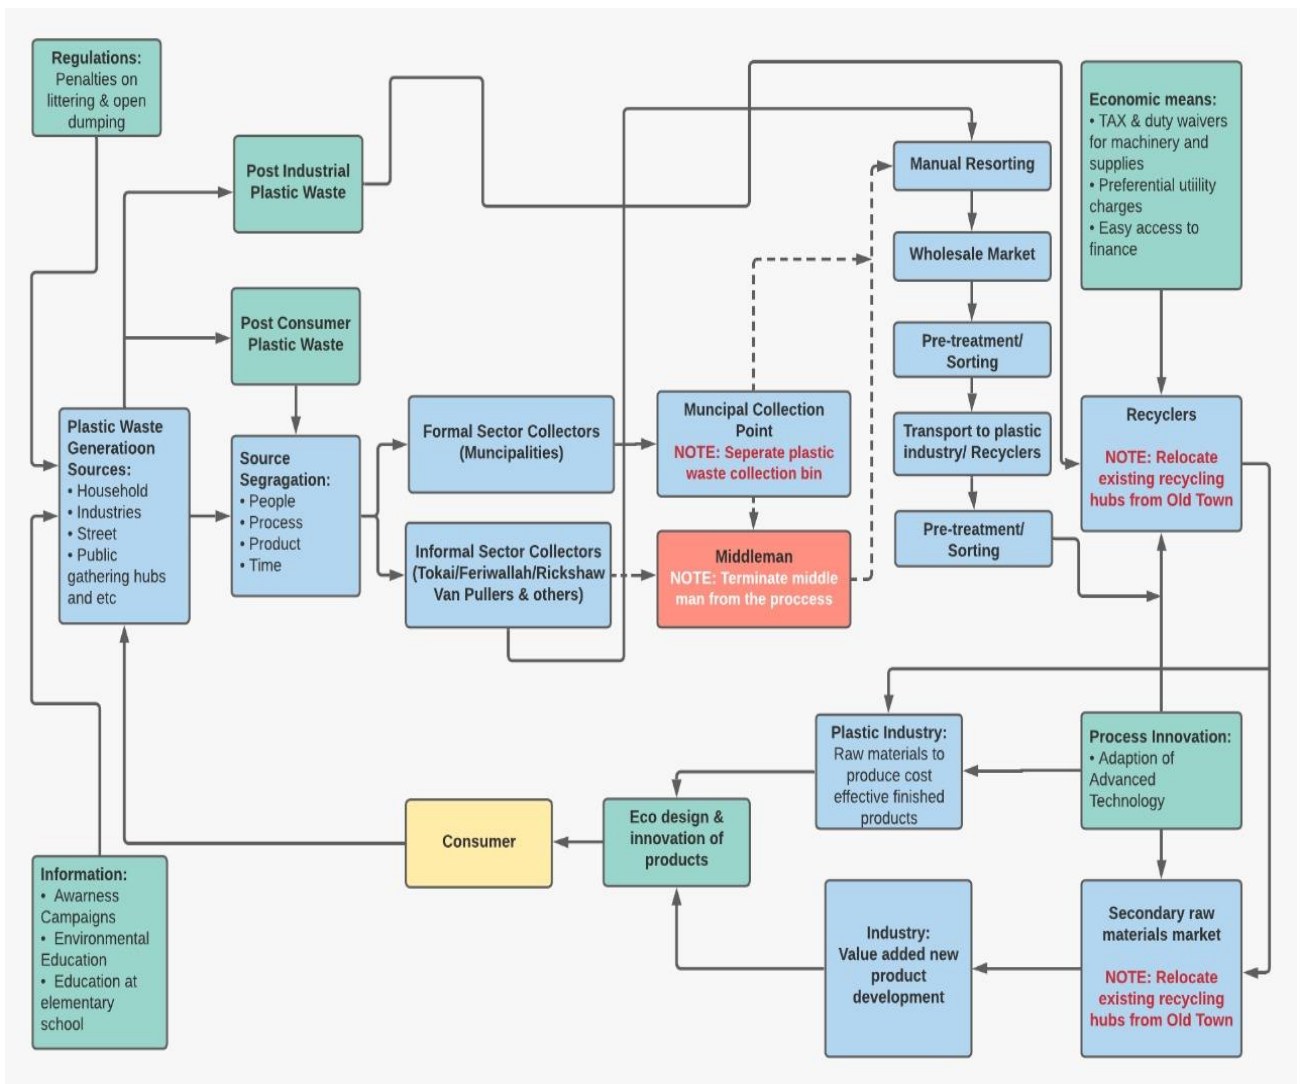 Regulations:
Penalties on
littering & open
dumping
Post Industrial
Plastic Waste
Post Consumer
Plastic Waste
Plastic Waste
Generatioon
Sources:
• Household
• Industries
• Street
• Public
gathering hubs
and etc
Source
Segragation:
• People
• Process
• Product
• Time
Formal Sector Collectors
(Muncipalities)
Informal Sector Collectors
(Tokai/Feriwallah/Rickshaw
Van Pullers & others)
Muncipal Collection
Point
NOTE: Seperate plastic
waste collection bin
Middleman
NOTE: Terminate middle
man from the proccess
Manual Resorting
Wholesale Market
Pre-treatment/
Sorting
Transport to plastic
industry/ Recyclers
Pre-treatment/
Sorting
Economic means:
• TAX & duty waivers
for machinery and
supplies
• Preferential utiility
charges
• Easy access to
finance
Recyclers
NOTE: Relocate
existing recycling
hubs from Old Town
Plastic Industry:
Raw materials to
produce cost
effective finished
products
Process Innovation:
• Adaption of
Advanced
Technology
Consumer
Eco design &
innovation of
products
Information:
• Awarness
Campaigns
• Environmental
Education
• Education at
elementary
school
Industry:
Value added new
product
development
Secondary raw
materials market
NOTE: Relocate
existing recycling
hubs from Old Town